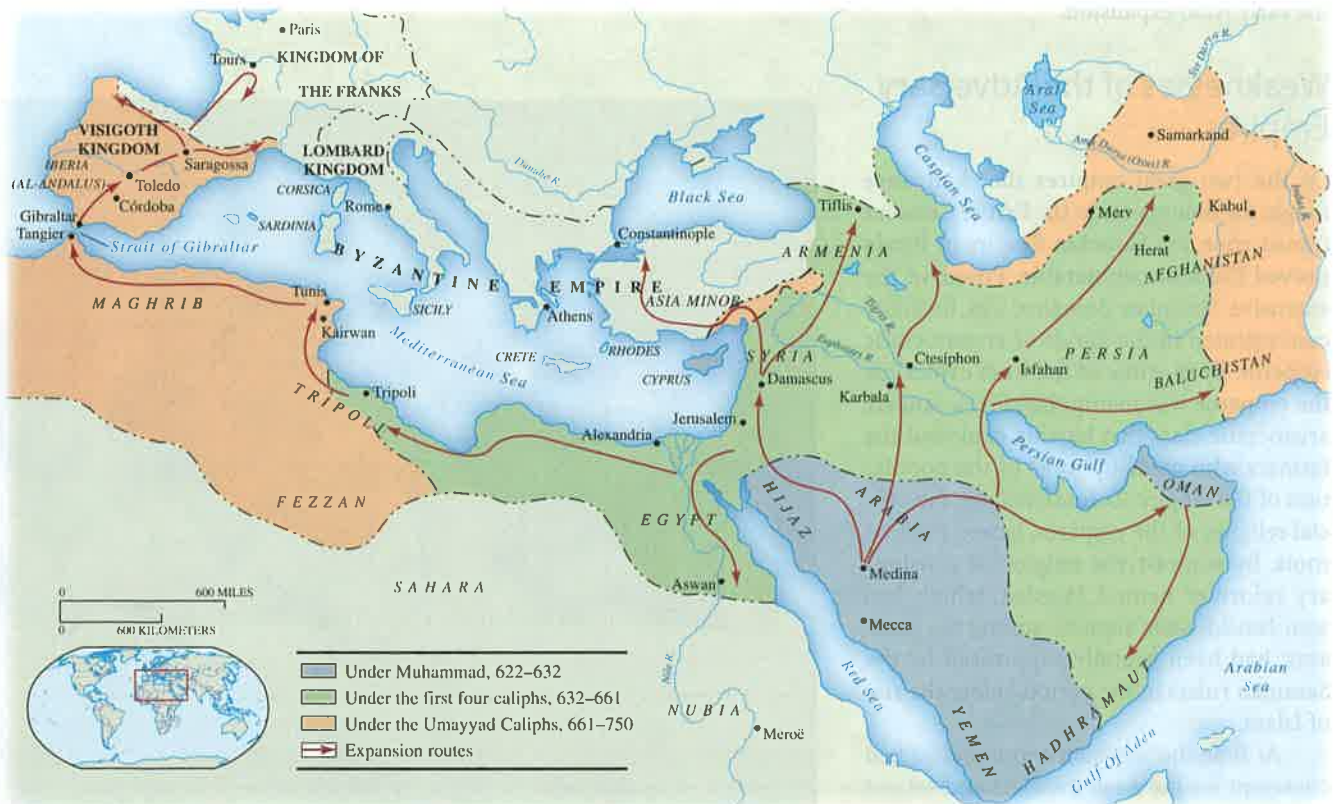 Paris
Tours
KINGDOM OF
THE FRANKS
VISIGOTH
KINGDOM
IBERIA
(AL-ANDALUS)
Saragossa
Toledo
Córdoba
Gibraltar
Tangier
Strait of Gibraltar
LOMBARD
KINGDOM
CORSICA
SARDINIA
Rome
Danube R.
Black Sea
Constantinople
BYZANTINE EMPIRE
ASIA MINOR
SICILY
Athens
RHODES
CRETE
CYPRUS
Mediterranean Sea
MAGHRIB
Tunis
Kairwan
Tripoli
TRIPOLI
FEZZAN
SAHARA
Alexandria
Jerusalem
EGYPT
Aswan
Nile R.
NUBIA
Meroë
Tiflis
ARMENIA
Caspian Sea
Aral Sea
Syr Darya R.
Amu Darya (Oxus) R.
Samarkand
Merv
Kabul
Indus R.
Herat
AFGHANISTAN
Tigris R.
Euphrates R.
SYRIA
Damascus
Ctesiphon
Karbala
Isfahan
PERSIA
BALUCHISTAN
Persian Gulf
OMAN
HIJAZ
ARABIA
Medina
Mecca
Red Sea
YEMEN
HADHRAMAUT
Gulf Of Aden
Arabian
Sea
0 600 MILES
0 600 KILOMETERS
Under Muhammad, 622–632
Under the first four caliphs, 632–661
Under the Umayyad Caliphs, 661–750
Expansion routes